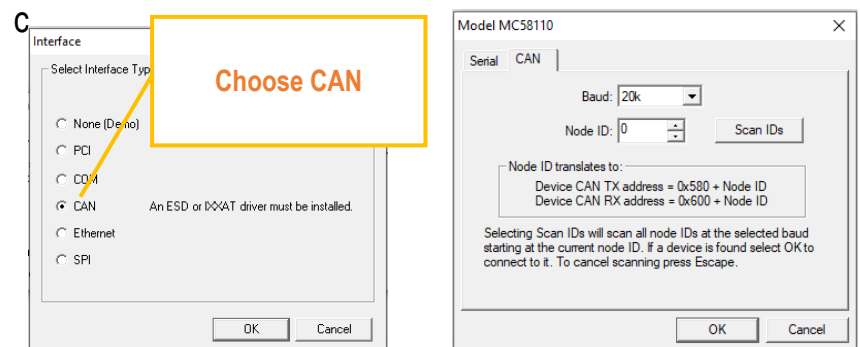 C
Interface
Select Interface Typ
Choose CAN
None (Demo)
PCI
COM
CAN An ESD or IXXAT driver must be installed.
Ethernet
SPI
OK Cancel
Model MC58110
Serial CAN
Baud: 20k
Node ID: 0 Scan IDs
Node ID translates to:
Device CAN TX address = 0x580 + Node ID
Device CAN RX address = 0x600 + Node ID
Selecting Scan IDs will scan all node IDs at the selected baud
starting at the current node ID. If a device is found select OK to
connect to it. To cancel scanning press Escape.
OK Cancel